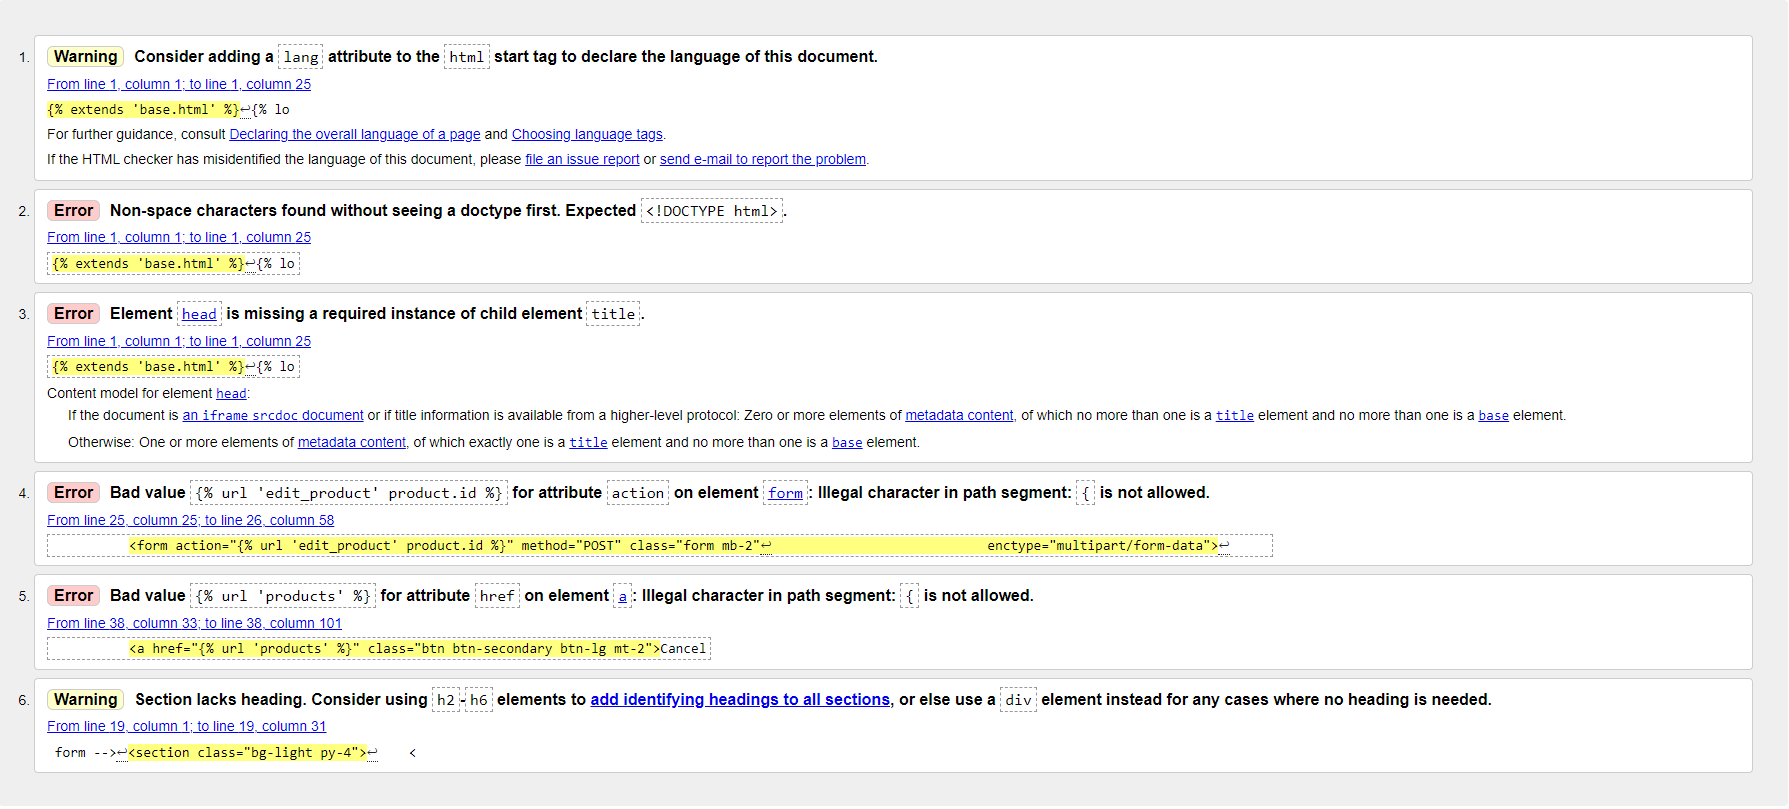 1. Warning Consider adding a lang attribute to the html start tag to declare the language of this document.
From line 1, column 1; to line 1, column 25
{% extends 'base.html' %}↩{% lo
For further guidance, consult Declaring the overall language of a page and Choosing language tags.
If the HTML checker has misidentified the language of this document, please file an issue report or send e-mail to report the problem.
2. Error Non-space characters found without seeing a doctype first. Expected <!DOCTYPE html>.
From line 1, column 1; to line 1, column 25
{% extends 'base.html' %}↩{% lo
3. Error Element head is missing a required instance of child element title.
From line 1, column 1; to line 1, column 25
{% extends 'base.html' %}↩{% lo
Content model for element head:
If the document is an iframe srcdoc document or if title information is available from a higher-level protocol: Zero or more elements of metadata content, of which no more than one is a title element and no more than one is a base element.
Otherwise: One or more elements of metadata content, of which exactly one is a title element and no more than one is a base element.
4. Error Bad value {% url 'edit_product' product.id %} for attribute action on element form: Illegal character in path segment: { is not allowed.
From line 25, column 25; to line 26, column 58
<form action="{% url 'edit_product' product.id %}" method="POST" class="form mb-2"↩ enctype="multipart/form-data">↩
5. Error Bad value {% url 'products' %} for attribute href on element a: Illegal character in path segment: { is not allowed.
From line 38, column 33; to line 38, column 101
<a href="{% url 'products' %}" class="btn btn-secondary btn-lg mt-2">Cancel
6. Warning Section lacks heading. Consider using h2-h6 elements to add identifying headings to all sections, or else use a div element instead for any cases where no heading is needed.
From line 19, column 1; to line 19, column 31
form -->↩<section class="bg-light py-4">↩ <